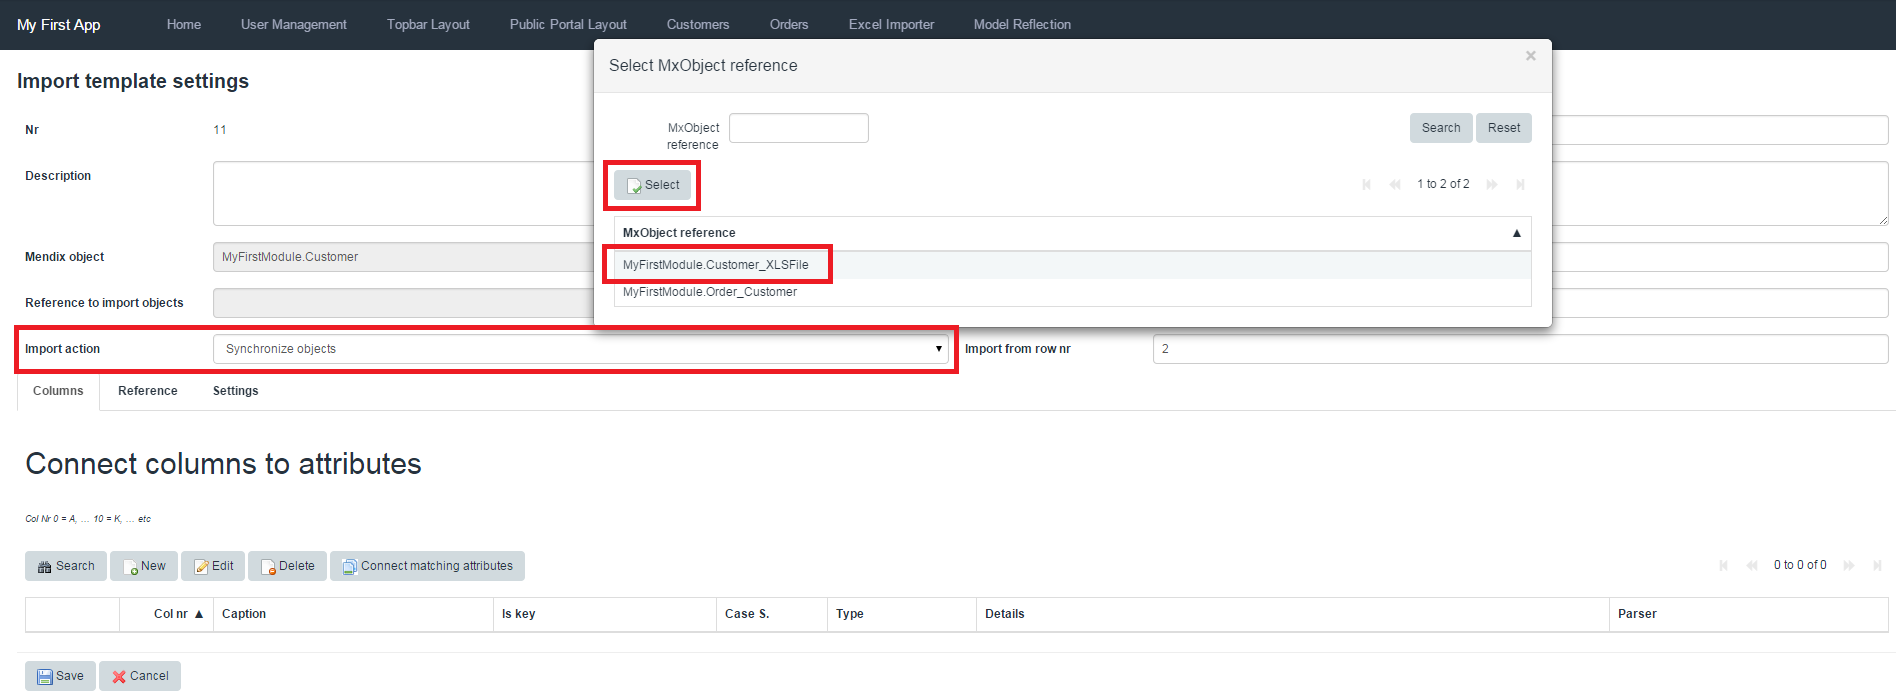 My First App Home User Management Topbar Layout Public Portal Layout Customers Orders Excel Importer Model Reflection
Import template settings
Select MxObject reference ×
Nr 11
MxObject reference
Search Reset
Description
Select
1 to 2 of 2
MxObject reference ▲
Mendix object MyFirstModule.Customer
MyFirstModule.Customer_XLSFile
MyFirstModule.Order_Customer
Reference to import objects
Import action Synchronize objects Import from row nr 2
Columns Reference Settings
Connect columns to attributes
Col Nr 0 = A, ... 10 = K, ... etc
Search New Edit Delete Connect matching attributes 0 to 0 of 0
Col nr ▲ Caption Is key Case S. Type Details Parser
Save Cancel